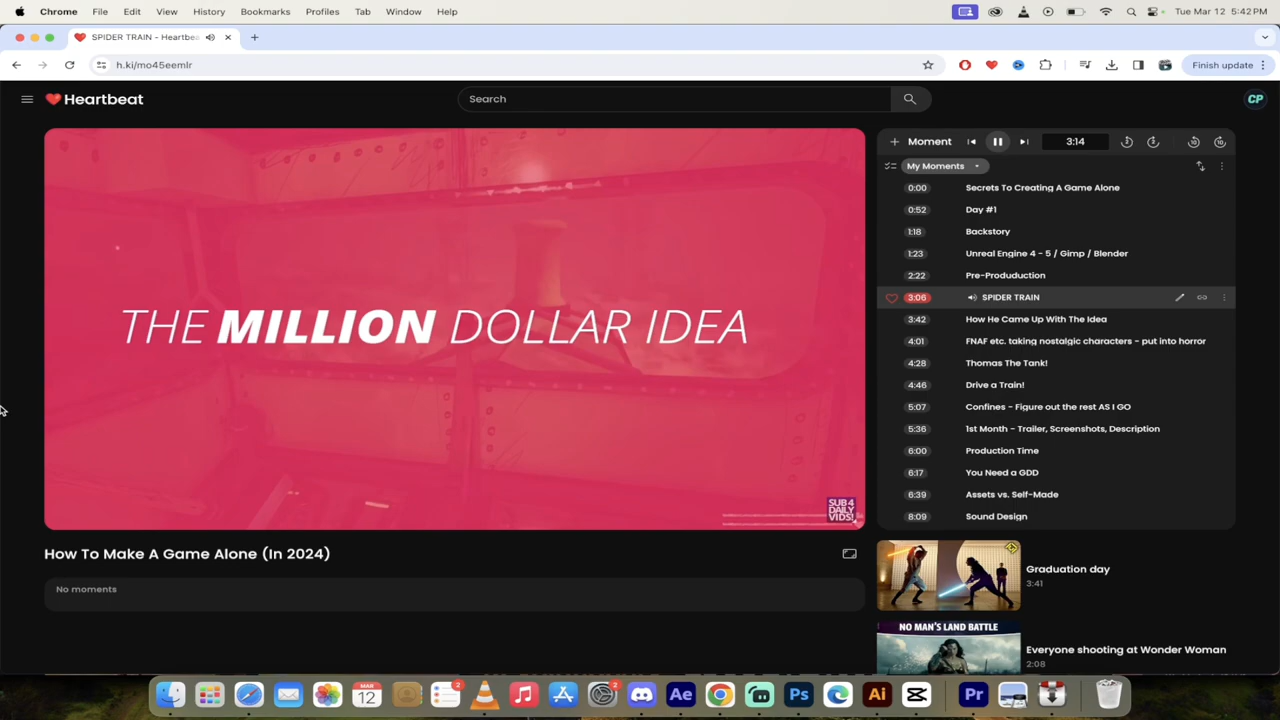 Chrome File Edit View History Bookmarks Profiles Tab Window Help
Tue Mar 12 5:42 PM
SPIDER TRAIN - Heartbea
h.ki/mo45eemlr
Finish update
Heartbeat
Search
CP
THE MILLION DOLLAR IDEA
SUB 4
DAILY
VIDS!
How To Make A Game Alone (In 2024)
No moments
Moment 3:14
My Moments
0:00 Secrets To Creating A Game Alone
0:52 Day #1
1:18 Backstory
1:23 Unreal Engine 4 - 5 / Gimp / Blender
2:22 Pre-Produduction
3:06 SPIDER TRAIN
3:42 How He Came Up With The Idea
4:01 FNAF etc. taking nostalgic characters - put into horror
4:28 Thomas The Tank!
4:46 Drive a Train!
5:07 Confines - Figure out the rest AS I GO
5:36 1st Month - Trailer, Screenshots, Description
6:00 Production Time
6:17 You Need a GDD
6:39 Assets vs. Self-Made
8:09 Sound Design
Graduation day
3:41
NO MAN'S LAND BATTLE
Everyone shooting at Wonder Woman
2:08
MAR
12
2
2
Ae
Ps
Ai
Pr